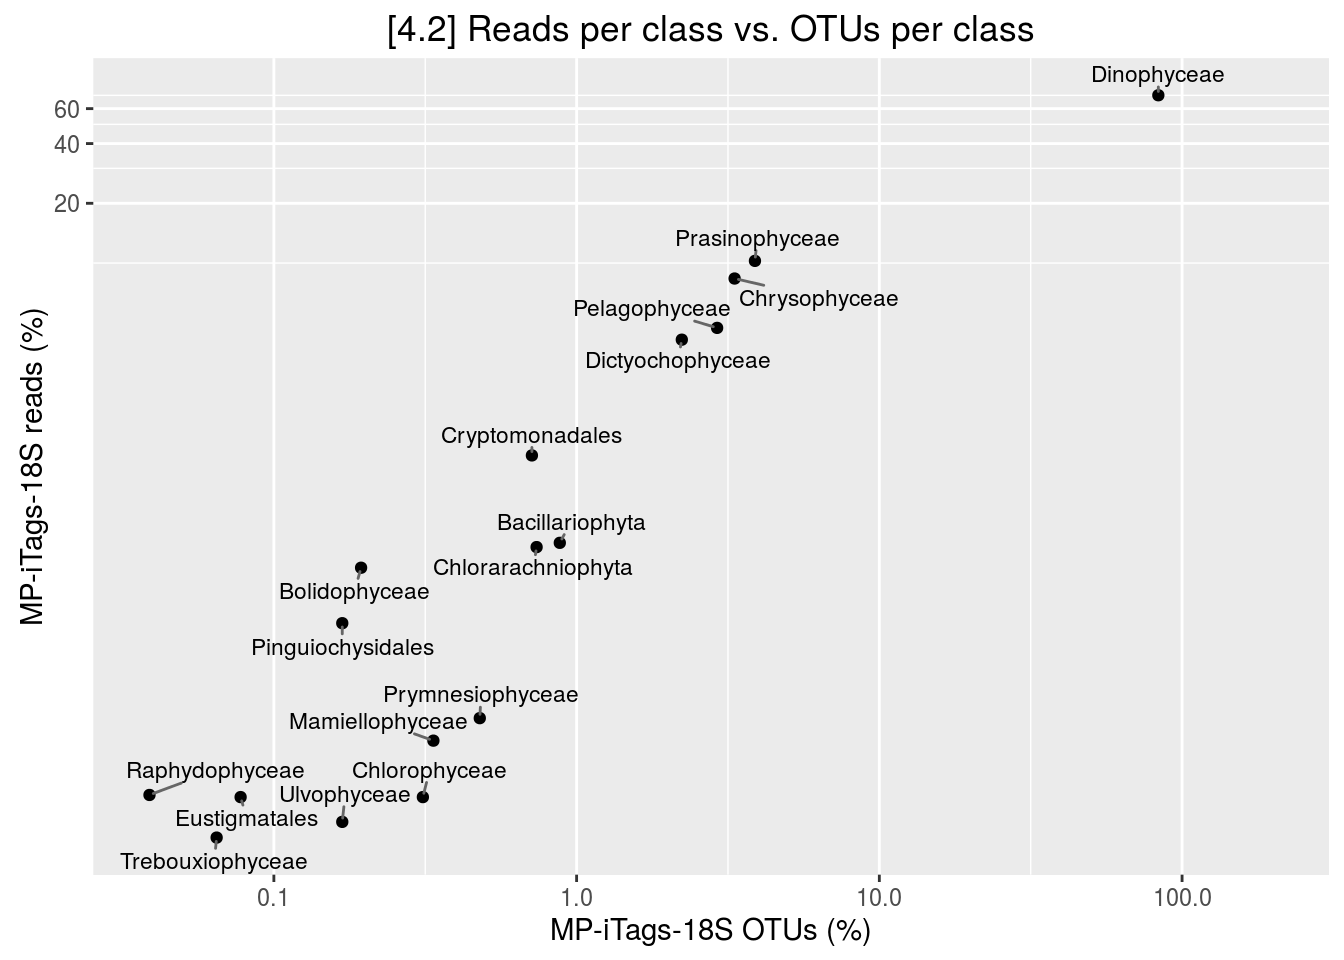 [4.2] Reads per class vs. OTUs per class
Dinophyceae
60
40
20
Prasinophyceae
Chrysophyceae
Pelagophyceae
Dictyochophyceae
Cryptomonadales
Bacillariophyta
Chlorarachniophyta
Bolidophyceae
Pinguiochysidales
Prymnesiophyceae
Mamiellophyceae
Raphydophyceae
Chlorophyceae
Ulvophyceae
Eustigmatales
Trebouxiophyceae
0.1
1.0
10.0
100.0
MP-iTags-18S OTUs (%)
MP-iTags-18S reads (%)